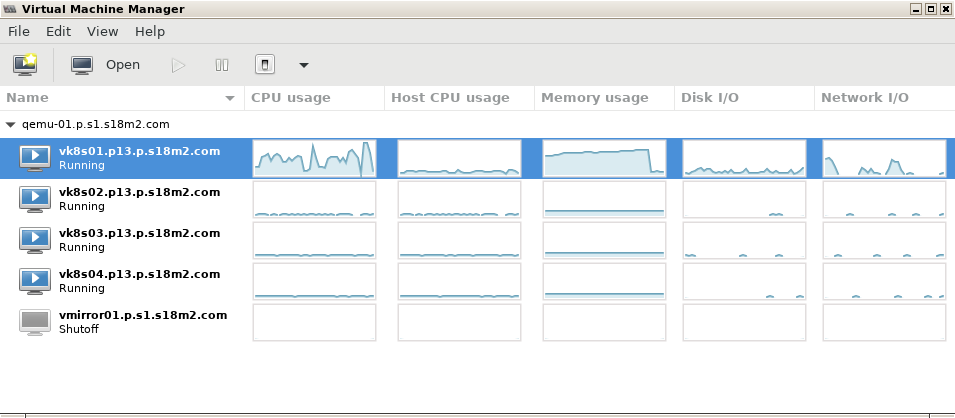 Virtual Machine Manager
File Edit View Help
Open
Name CPU usage Host CPU usage Memory usage Disk I/O Network I/O
qemu-01.p.s1.s18m2.com
vk8s01.p13.p.s18m2.com
Running
vk8s02.p13.p.s18m2.com
Running
vk8s03.p13.p.s18m2.com
Running
vk8s04.p13.p.s18m2.com
Running
vmirror01.p.s1.s18m2.com
Shutoff